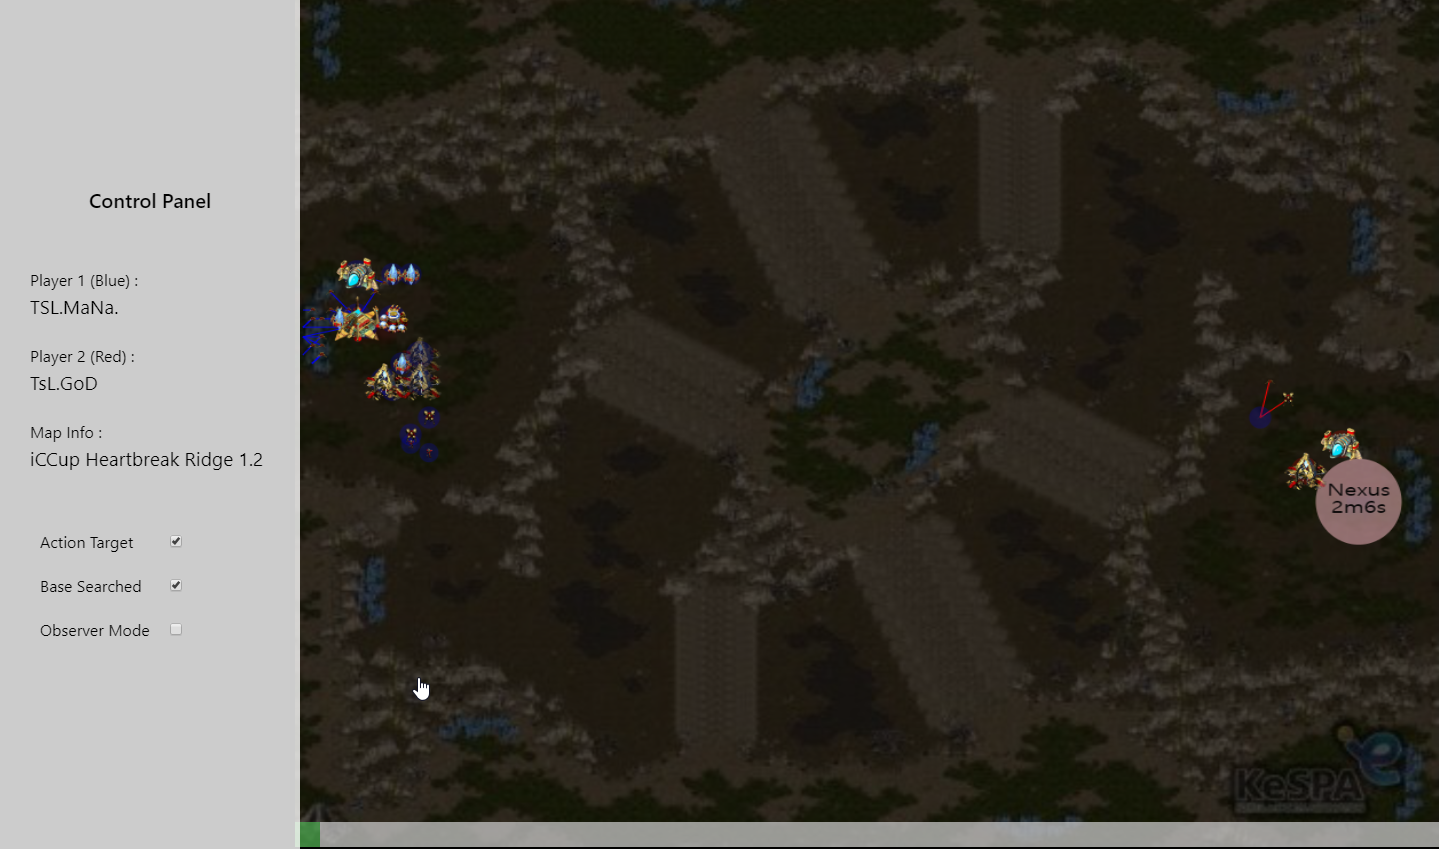 Control Panel
Player 1 (Blue) :
TSL.MaNa.
Player 2 (Red) :
TsL.GoD
Map Info :
iCCup Heartbreak Ridge 1.2
Action Target
Base Searched
Observer Mode
Nexus
2m6s
KeSPA